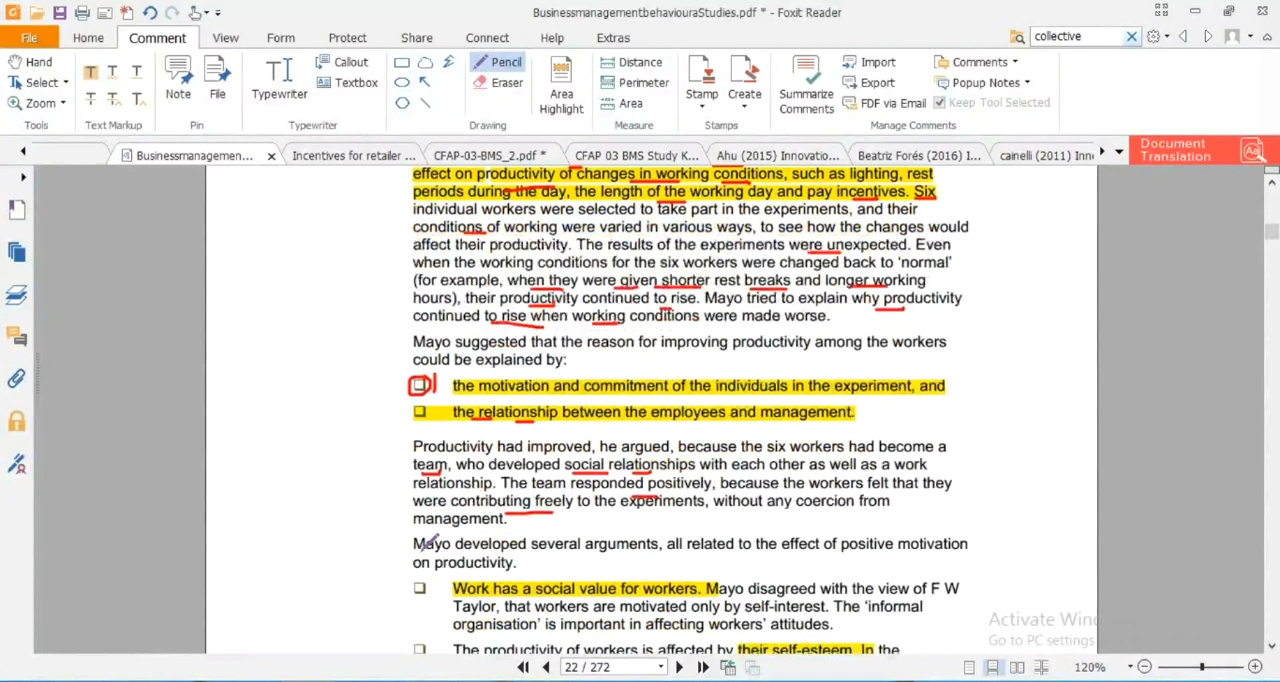 BusinessmanagementbehaviouraStudies.pdf * - Foxit Reader
File Home Comment View Form Protect Share Connect Help Extras collective
Hand
Select
Zoom
Tools
T T T
T T T
Text Markup
Note File
Pin
Typewriter
Callout
Textbox
Typewriter
Pencil
Eraser
Drawing
Area
Highlight
Distance
Perimeter
Area
Measure
Stamp Create
Stamps
Summarize
Comments
Import
Export
FDF via Email
Comments
Popup Notes
Keep Tool Selected
Manage Comments
Businessmanagemen... Incentives for retailer ... CFAP-03-BMS_2.pdf * CFAP 03 BMS Study K... Ahu (2015) Innovatio... Beatriz Forés (2016) I... cainelli (2011) Inn
Document
Translation
effect on productivity of changes in working conditions, such as lighting, rest
periods during the day, the length of the working day and pay incentives. Six
individual workers were selected to take part in the experiments, and their
conditions of working were varied in various ways, to see how the changes would
affect their productivity. The results of the experiments were unexpected. Even
when the working conditions for the six workers were changed back to ‘normal’
(for example, when they were given shorter rest breaks and longer working
hours), their productivity continued to rise. Mayo tried to explain why productivity
continued to rise when working conditions were made worse.
Mayo suggested that the reason for improving productivity among the workers
could be explained by:
the motivation and commitment of the individuals in the experiment, and
the relationship between the employees and management.
Productivity had improved, he argued, because the six workers had become a
team, who developed social relationships with each other as well as a work
relationship. The team responded positively, because the workers felt that they
were contributing freely to the experiments, without any coercion from
management.
Mayo developed several arguments, all related to the effect of positive motivation
on productivity.
Work has a social value for workers. Mayo disagreed with the view of F W
Taylor, that workers are motivated only by self-interest. The ‘informal
organisation’ is important in affecting workers’ attitudes.
The productivity of workers is affected by their self-esteem. In the
Activate Win
Go to PC settings
22 / 272
120%